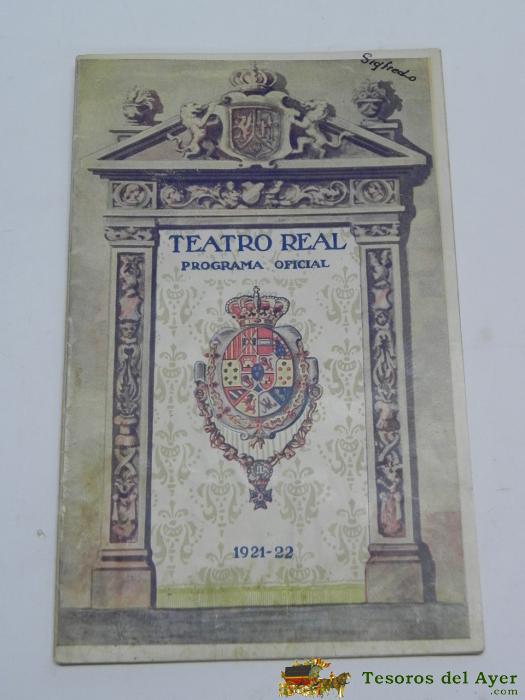 Sigfredo
TEATRO REAL
PROGRAMA OFICIAL
1921-22
Tesoros del Ayer
.com